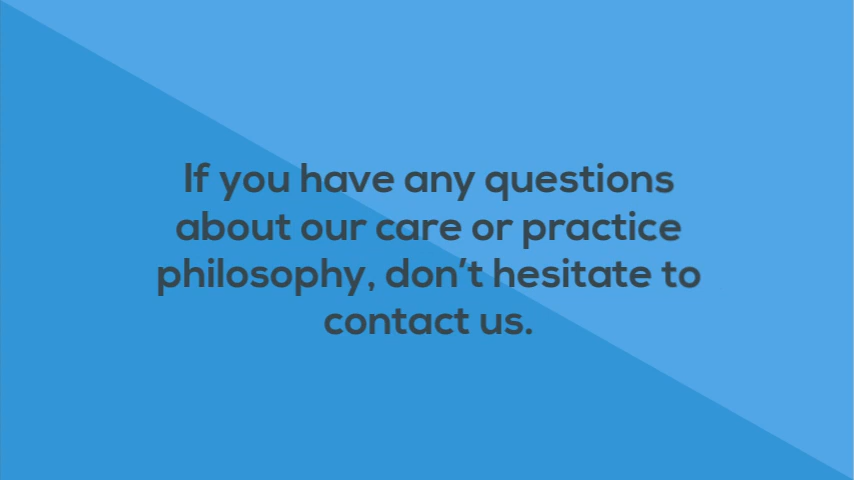 If you have any questions
about our care or practice
philosophy, don’t hesitate to
contact us.